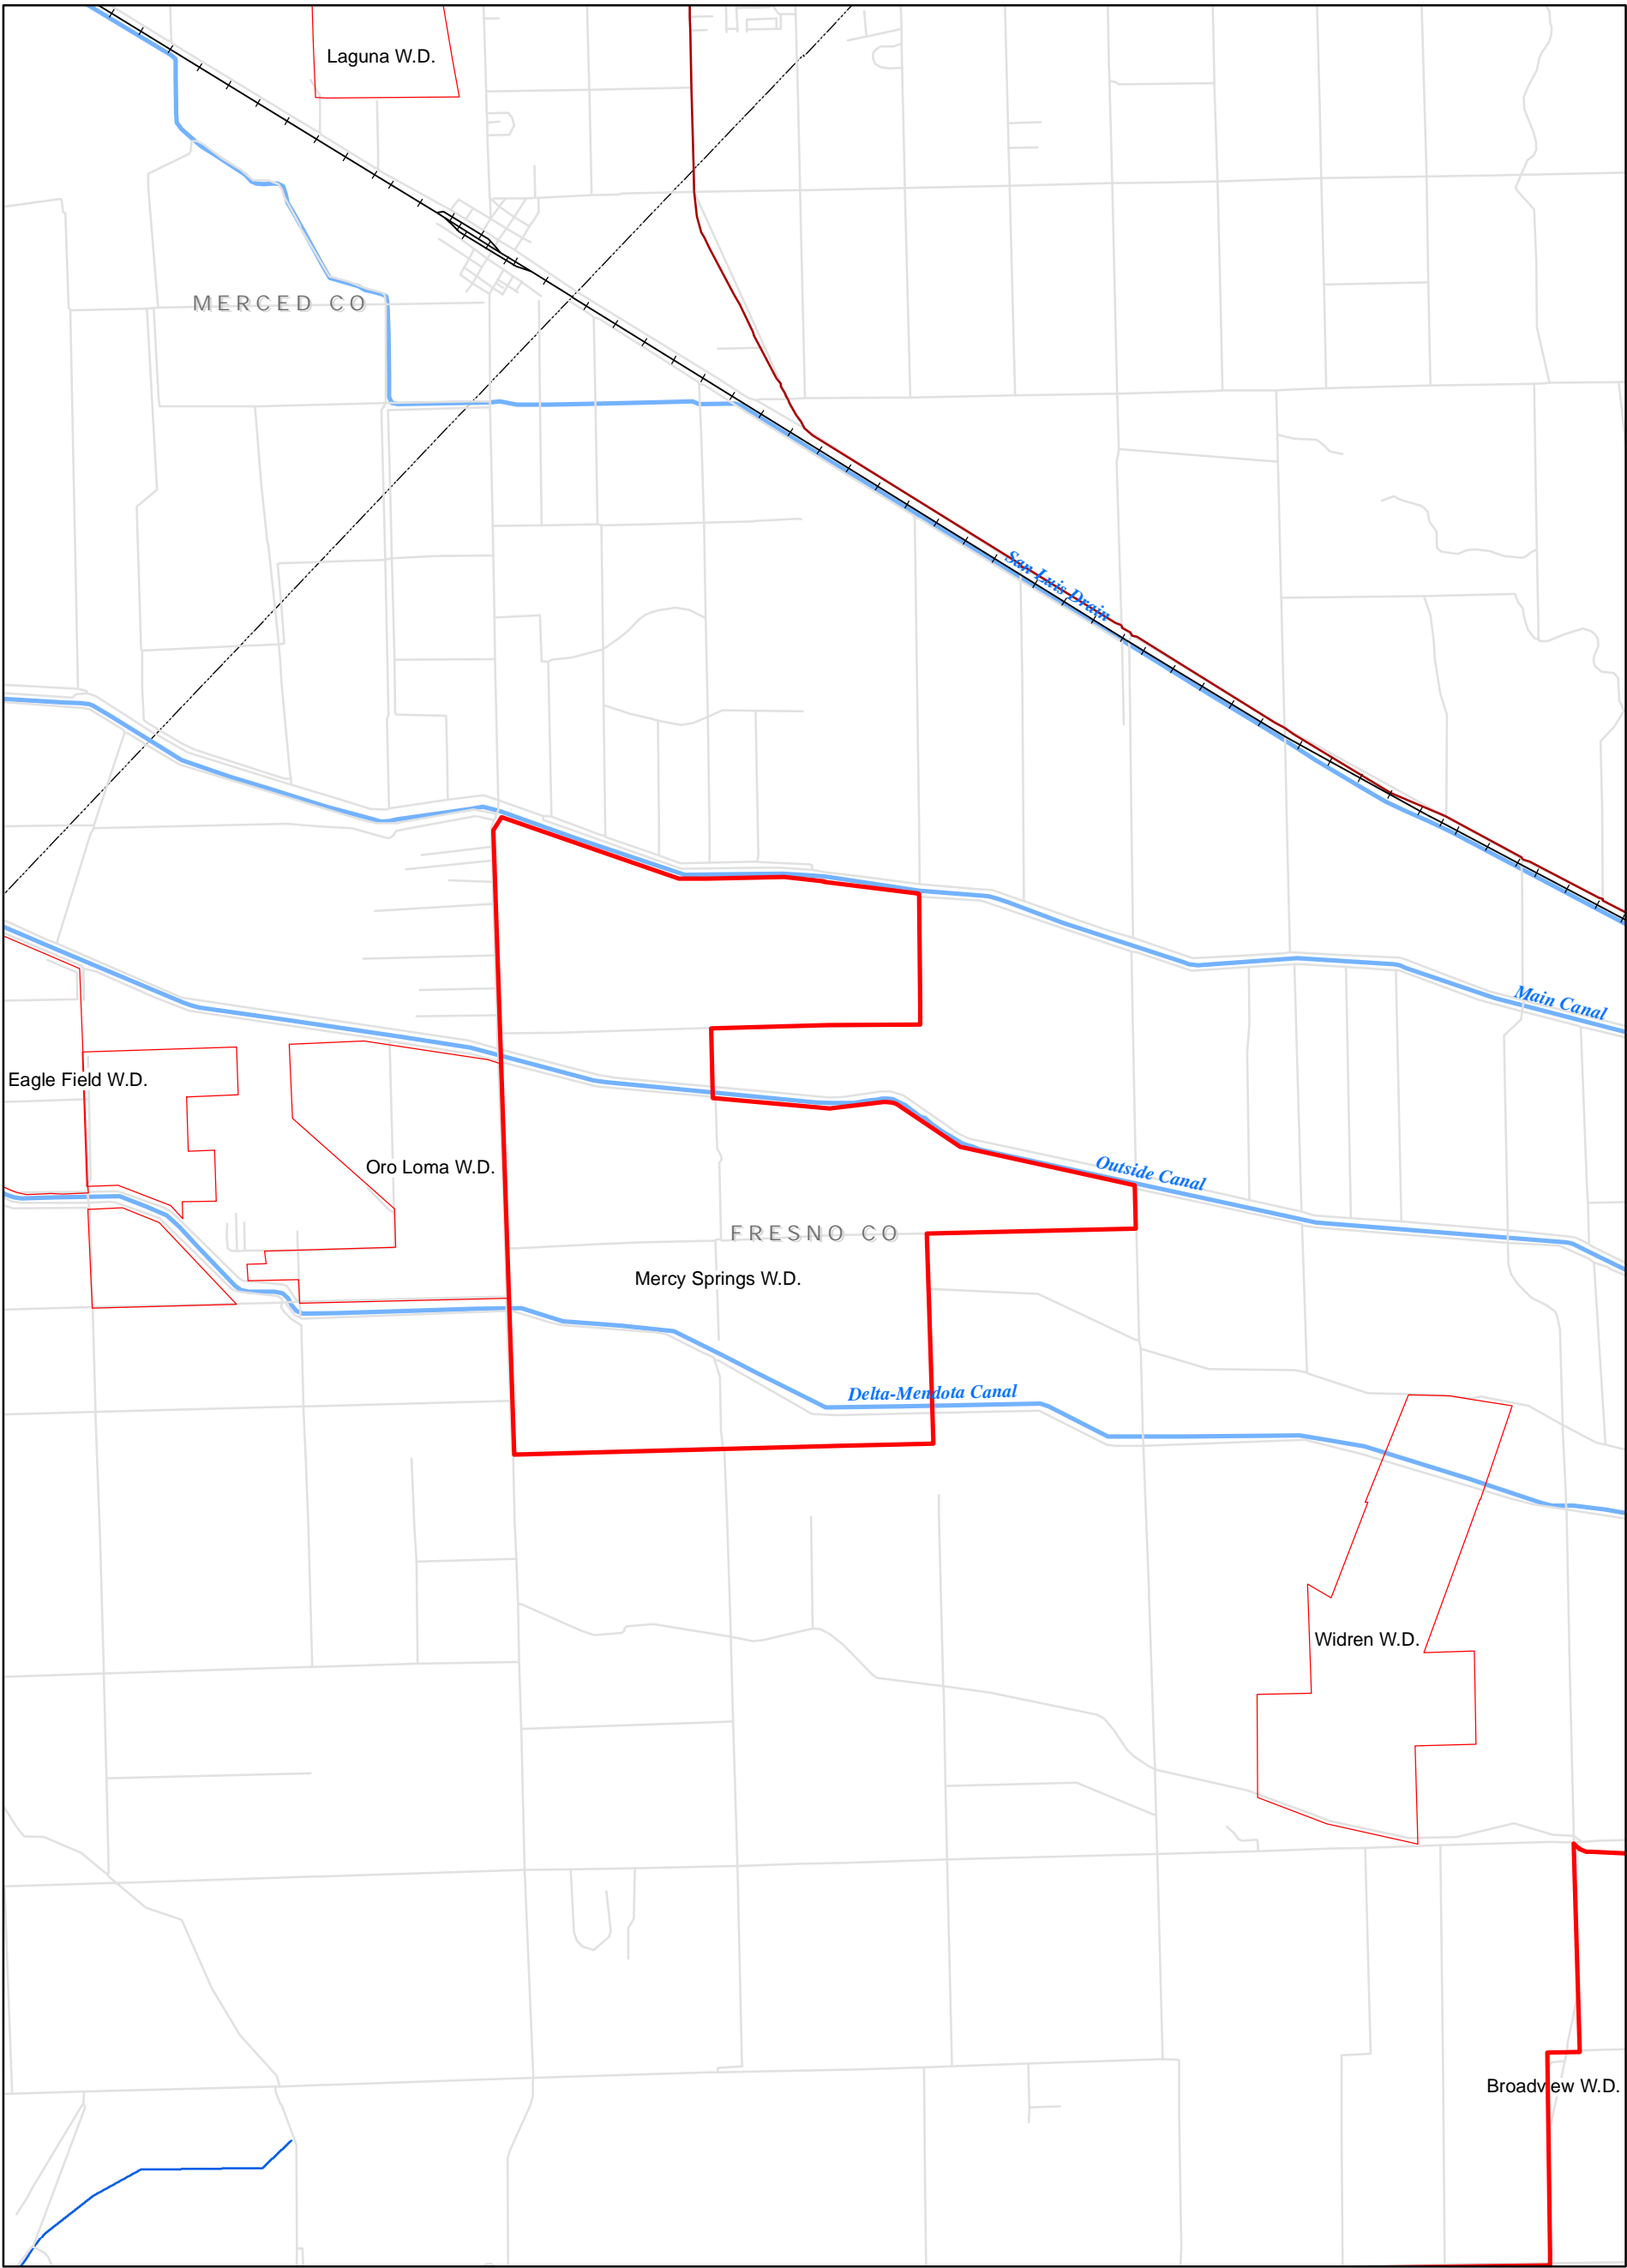 Laguna W.D.
MERCED CO
San Luis Drain
Main Canal
Eagle Field W.D.
Oro Loma W.D.
Outside Canal
FRESNO CO
Mercy Springs W.D.
Delta-Mendota Canal
Widren W.D.
Broadview W.D.